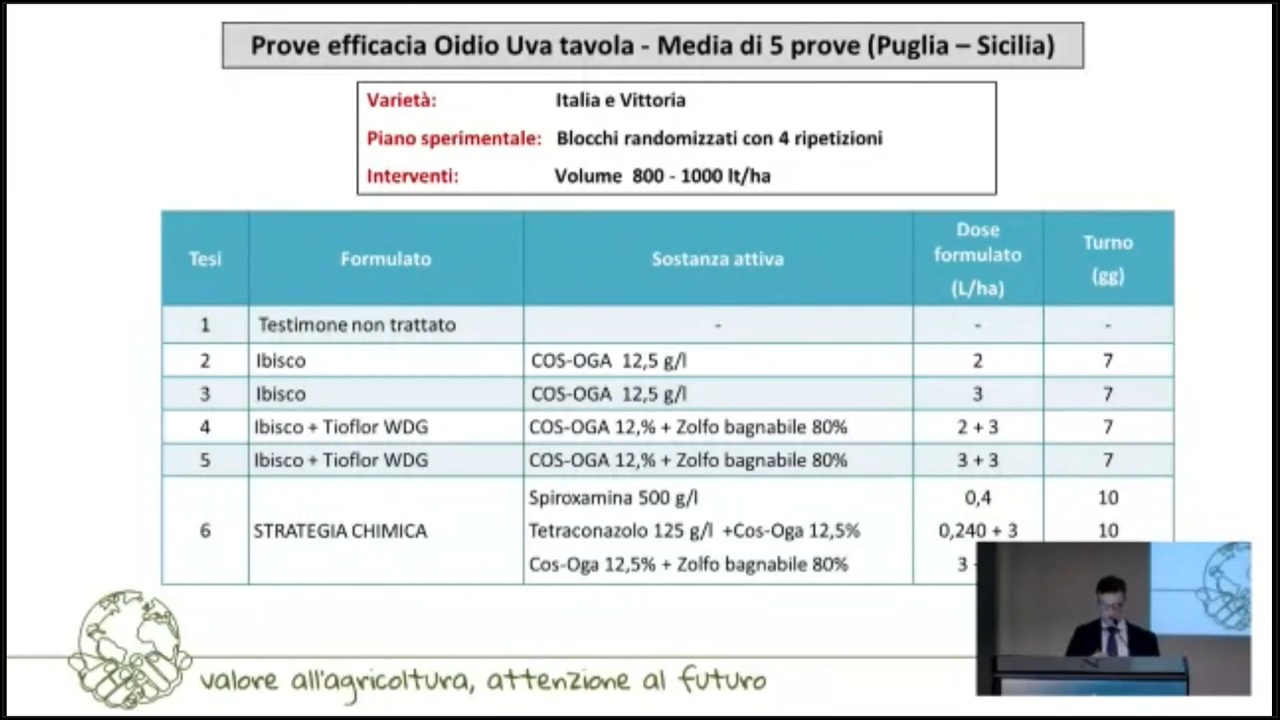 Prove efficacia Oidio Uva tavola - Media di 5 prove (Puglia – Sicilia)
Varietà: Italia e Vittoria
Piano sperimentale: Blocchi randomizzati con 4 ripetizioni
Interventi: Volume 800 - 1000 lt/ha
Tesi Formulato Sostanza attiva Dose formulato (L/ha) Turno (gg)
1 Testimone non trattato - - -
2 Ibisco COS-OGA 12,5 g/l 2 7
3 Ibisco COS-OGA 12,5 g/l 3 7
4 Ibisco + Tioflor WDG COS-OGA 12,% + Zolfo bagnabile 80% 2 + 3 7
5 Ibisco + Tioflor WDG COS-OGA 12,% + Zolfo bagnabile 80% 3 + 3 7
Spiroxamina 500 g/l 0,4 10
6 STRATEGIA CHIMICA Tetraconazolo 125 g/l +Cos-Oga 12,5% 0,240 + 3 10
Cos-Oga 12,5% + Zolfo bagnabile 80% 3
valore all'agricoltura, attenzione al futuro